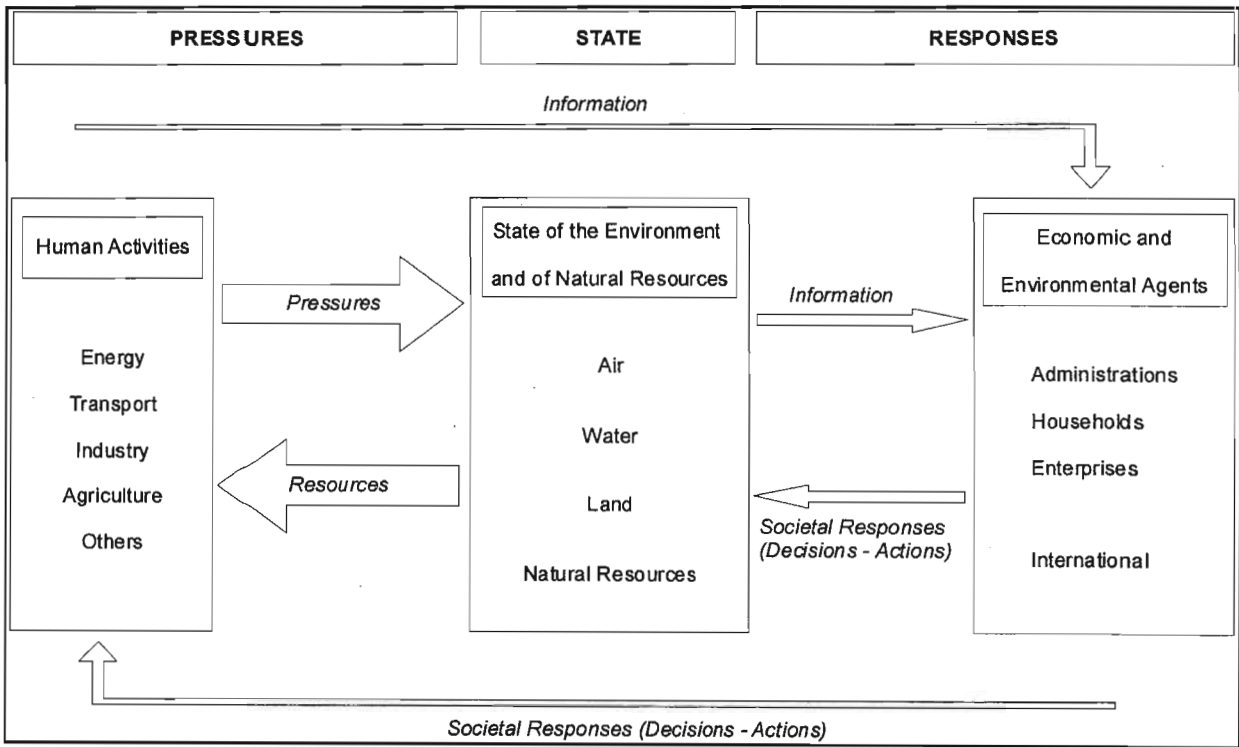 PRESSURES
STATE
RESPONSES
Information
Human Activities
Energy
Transport
Industry
Agriculture
Others
Pressures
Resources
State of the Environment
and of Natural Resources
Air
Water
Land
Natural Resources
Information
Societal Responses
(Decisions - Actions)
Economic and
Environmental Agents
Administrations
Households
Enterprises
International
Societal Responses (Decisions - Actions)